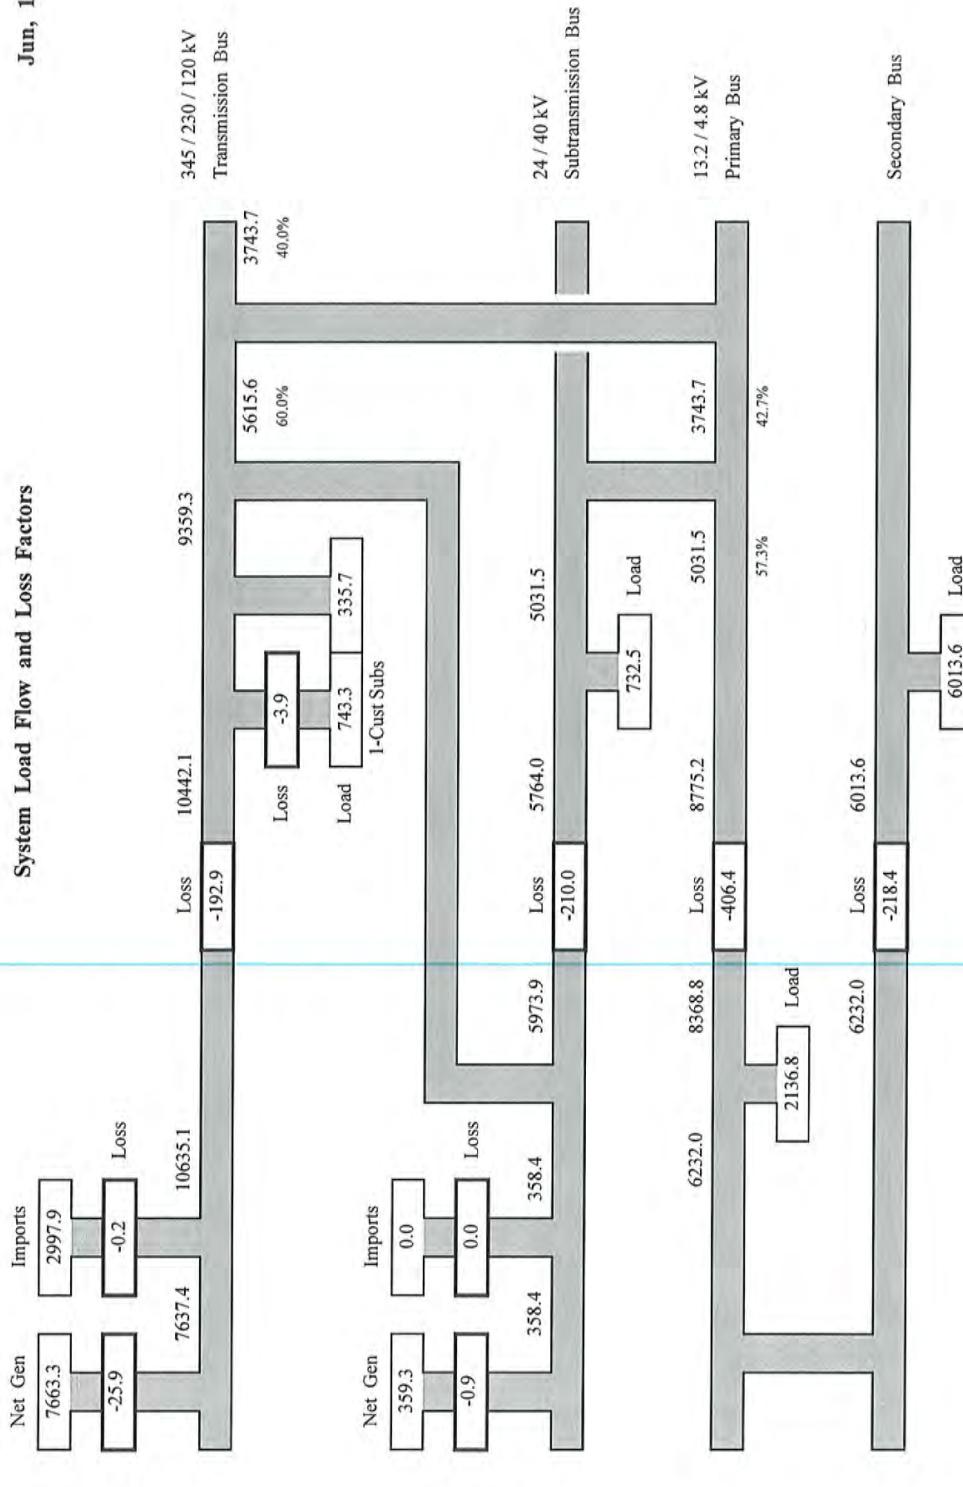 Jun, 1
System Load Flow and Loss Factors
Net Gen
Imports
7663.3
2997.9
-25.9
-0.2
Loss
7637.4
10635.1
Loss
-192.9
10442.1
9359.3
345 / 230 / 120 kV
Transmission Bus
5615.6
60.0%
3743.7
40.0%
Loss
-3.9
Load
743.3
335.7
1-Cust Subs
Net Gen
Imports
359.3
0.0
-0.9
0.0
Loss
358.4
358.4
5973.9
Loss
-210.0
5764.0
5031.5
24 / 40 kV
Subtransmission Bus
732.5
Load
6232.0
8368.8
Loss
-406.4
8775.2
5031.5
3743.7
13.2 / 4.8 kV
Primary Bus
57.3%
42.7%
2136.8
Load
6232.0
Loss
-218.4
6013.6
Secondary Bus
6013.6
Load